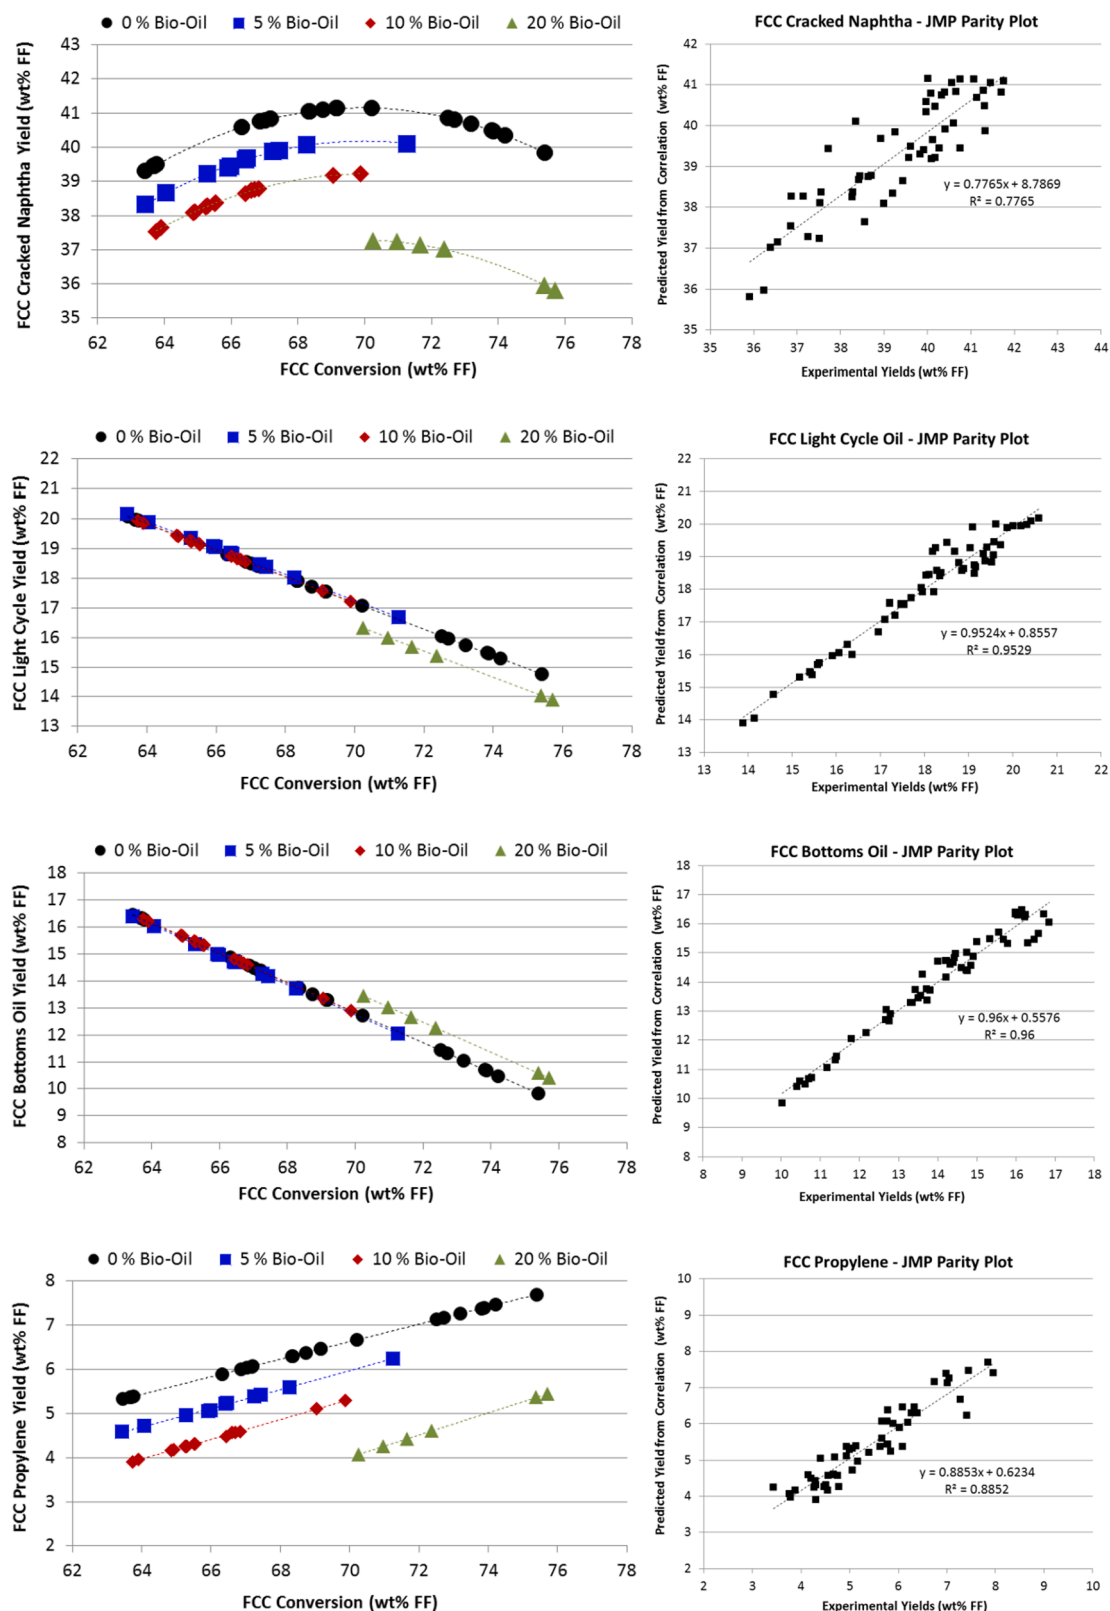 0 % Bio-Oil 5 % Bio-Oil 10 % Bio-Oil 20 % Bio-Oil
FCC Cracked Naphtha Yield (wt% FF)
43
42
41
40
39
38
37
36
35
62 64 66 68 70 72 74 76 78
FCC Conversion (wt% FF)
FCC Cracked Naphtha - JMP Parity Plot
Predicted Yield from Correlation (wt% FF)
42
41
40
39
38
37
36
35
y = 0.7765x + 8.7869
R² = 0.7765
35 36 37 38 39 40 41 42 43 44
Experimental Yields (wt% FF)
0 % Bio-Oil 5 % Bio-Oil 10 % Bio-Oil 20 % Bio-Oil
FCC Light Cycle Yield (wt% FF)
22
21
20
19
18
17
16
15
14
13
62 64 66 68 70 72 74 76 78
FCC Conversion (wt% FF)
FCC Light Cycle Oil - JMP Parity Plot
Predicted Yield from Correlation (wt% FF)
22
21
20
19
18
17
16
15
14
13
y = 0.9524x + 0.8557
R² = 0.9529
13 14 15 16 17 18 19 20 21 22
Experimental Yields (wt% FF)
0 % Bio-Oil 5 % Bio-Oil 10 % Bio-Oil 20 % Bio-Oil
FCC Bottoms Oil Yield (wt% FF)
17
16
15
14
13
12
11
10
9
8
62 64 66 68 70 72 74 76 78
FCC Conversion (wt% FF)
FCC Bottoms Oil - JMP Parity Plot
Predicted Yield from Correlation (wt% FF)
18
17
16
15
14
13
12
11
10
9
8
y = 0.96x + 0.5576
R² = 0.96
8 9 10 11 12 13 14 15 16 17 18
Experimental Yields (wt% FF)
0 % Bio-Oil 5 % Bio-Oil 10 % Bio-Oil 20 % Bio-Oil
FCC Propylene Yield (wt% FF)
8
7
6
5
4
3
2
62 64 66 68 70 72 74 76 78
FCC Conversion (wt% FF)
FCC Propylene - JMP Parity Plot
Predicted Yield from Correlation (wt% FF)
10
9
8
7
6
5
4
3
2
y = 0.8853x + 0.6234
R² = 0.8852
2 3 4 5 6 7 8 9 10
Experimental Yields (wt% FF)